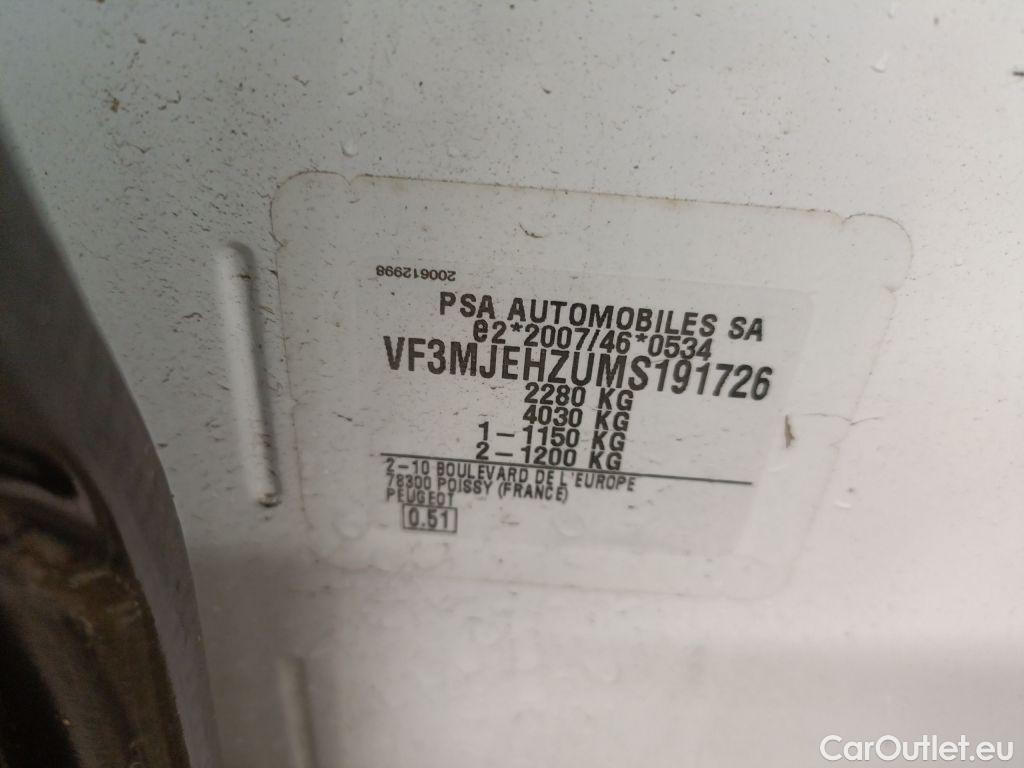 200612998
PSA AUTOMOBILES SA
e2*2007/46*0534
VF3MJEHZUMS191726
2280 KG
4030 KG
1-1150 KG
2-1200 KG
2-10 BOULEVARD DE L'EUROPE
78300 POISSY (FRANCE)
PEUGEOT
0.51
CarOutlet.eu